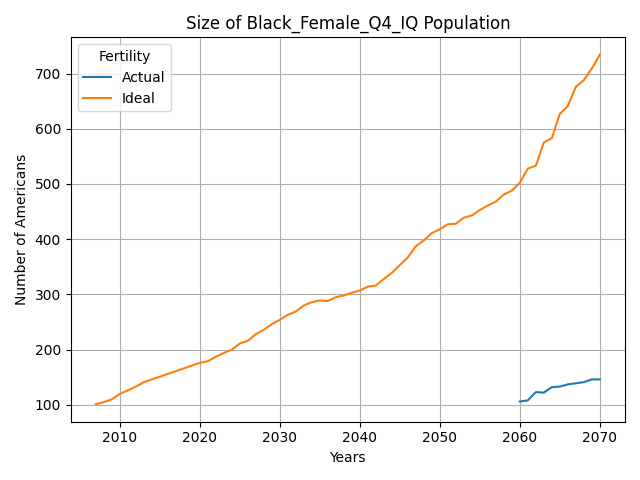 Size of Black_Female_Q4_IQ Population
Fertility
Actual
Ideal
Number of Americans
700
600
500
400
300
200
100
2010 2020 2030 2040 2050 2060 2070
Years